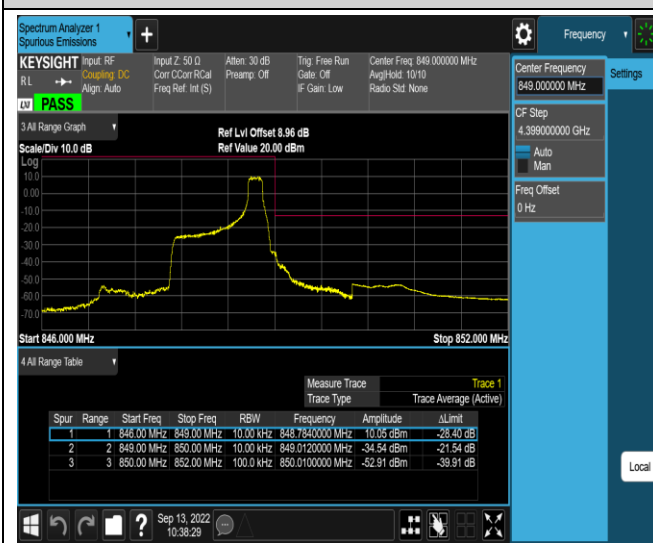 Spectrum Analyzer 1
Spurious Emissions
+
Frequency
KEYSIGHT Input: RF Input Z: 50 Ω Atten: 30 dB Trig: Free Run Center Freq: 849.000000 MHz
RL Coupling: DC Corr CCorr RCal Preamp: Off Gate: Off Avg|Hold: 10/10
Align: Auto Freq Ref: Int (S) IF Gain: Low Radio Std: None
LXI PASS
Center Frequency
849.000000 MHz
Settings
CF Step
4.399000000 GHz
Auto
Man
Freq Offset
0 Hz
3 All Range Graph
Ref Lvl Offset 8.96 dB
Scale/Div 10.0 dB Ref Value 20.00 dBm
Log
10.0
0.00
-10.0
-20.0
-30.0
-40.0
-50.0
-60.0
-70.0
Start 846.000 MHz Stop 852.000 MHz
4 All Range Table
Measure Trace Trace 1
Trace Type Trace Average (Active)
Spur Range Start Freq Stop Freq RBW Frequency Amplitude ΔLimit
1 1 846.00 MHz 849.00 MHz 10.00 kHz 848.7840000 MHz 10.05 dBm -28.40 dB
2 2 849.00 MHz 850.00 MHz 10.00 kHz 849.0120000 MHz -34.54 dBm -21.54 dB
3 3 850.00 MHz 852.00 MHz 100.0 kHz 850.0100000 MHz -52.91 dBm -39.91 dB
Local
? Sep 13, 2022
10:38:29